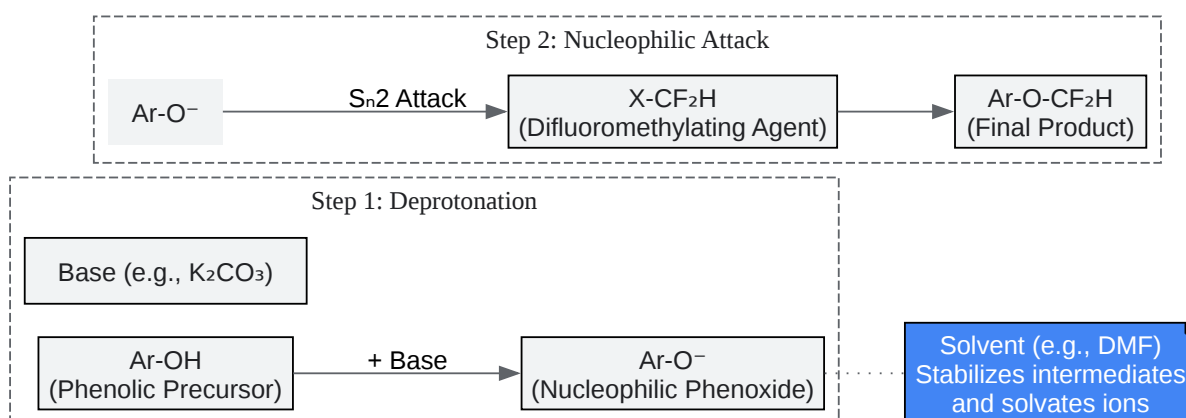 Step 2: Nucleophilic Attack
Ar-O⁻
Sₙ2 Attack
X-CF₂H
(Difluoromethylating Agent)
Ar-O-CF₂H
(Final Product)
Step 1: Deprotonation
Base (e.g., K₂CO₃)
Ar-OH
(Phenolic Precursor)
+ Base
Ar-O⁻
(Nucleophilic Phenoxide)
Solvent (e.g., DMF)
Stabilizes intermediates
and solvates ions